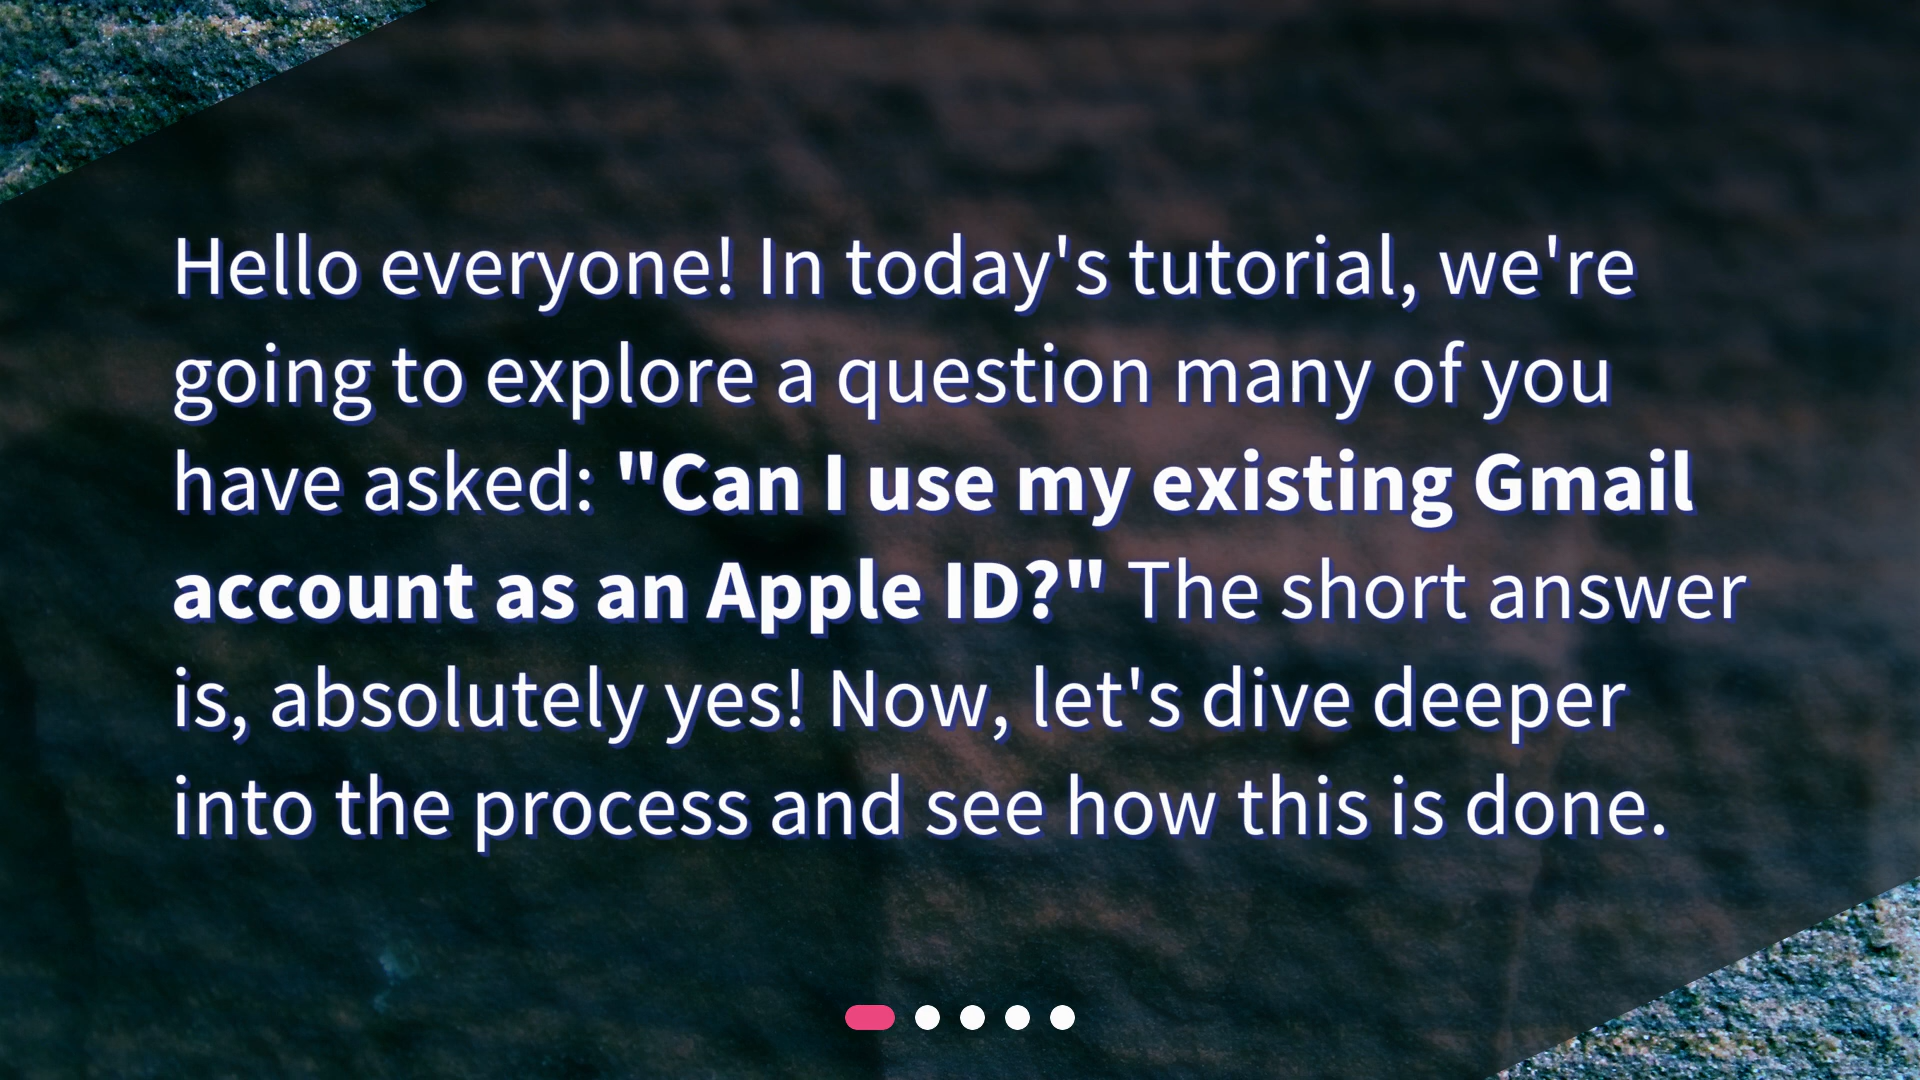 Hello everyone! In today's tutorial, we're
going to explore a question many of you
have asked: "Can I use my existing Gmail
account as an Apple ID?" The short answer
is, absolutely yes! Now, let's dive deeper
into the process and see how this is done.